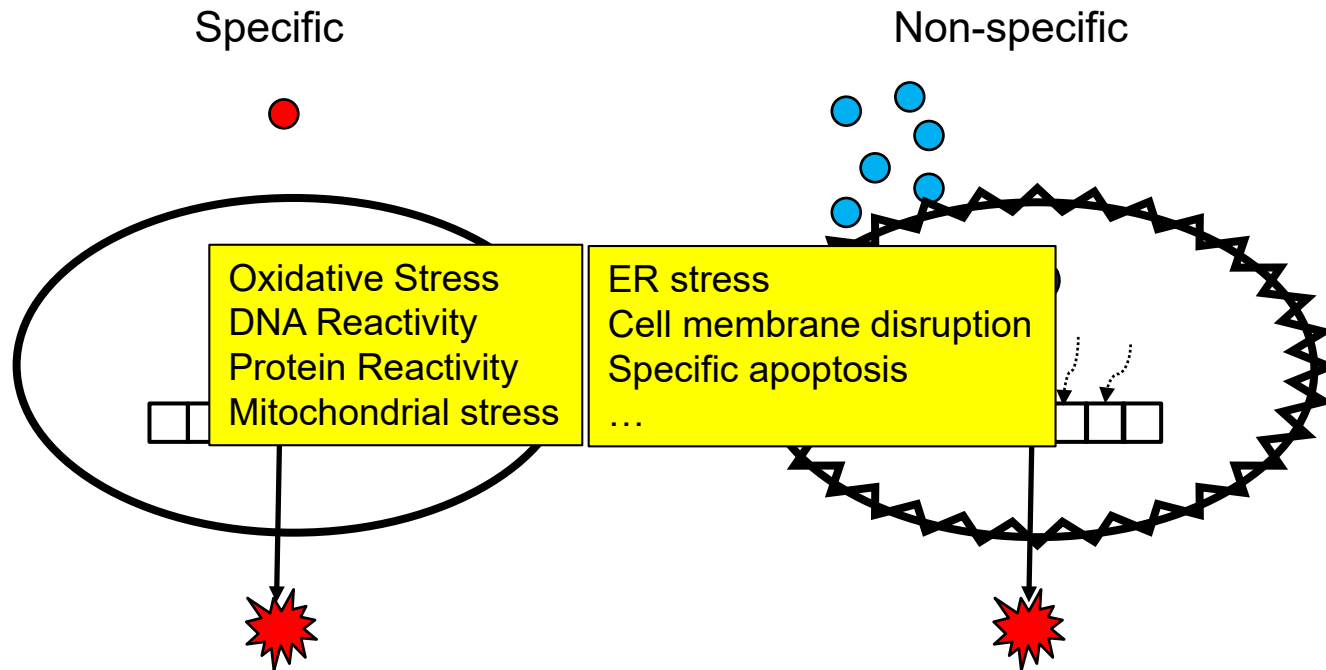 Specific
Non-specific
Oxidative Stress
DNA Reactivity
Protein Reactivity
Mitochondrial stress
ER stress
Cell membrane disruption
Specific apoptosis
…